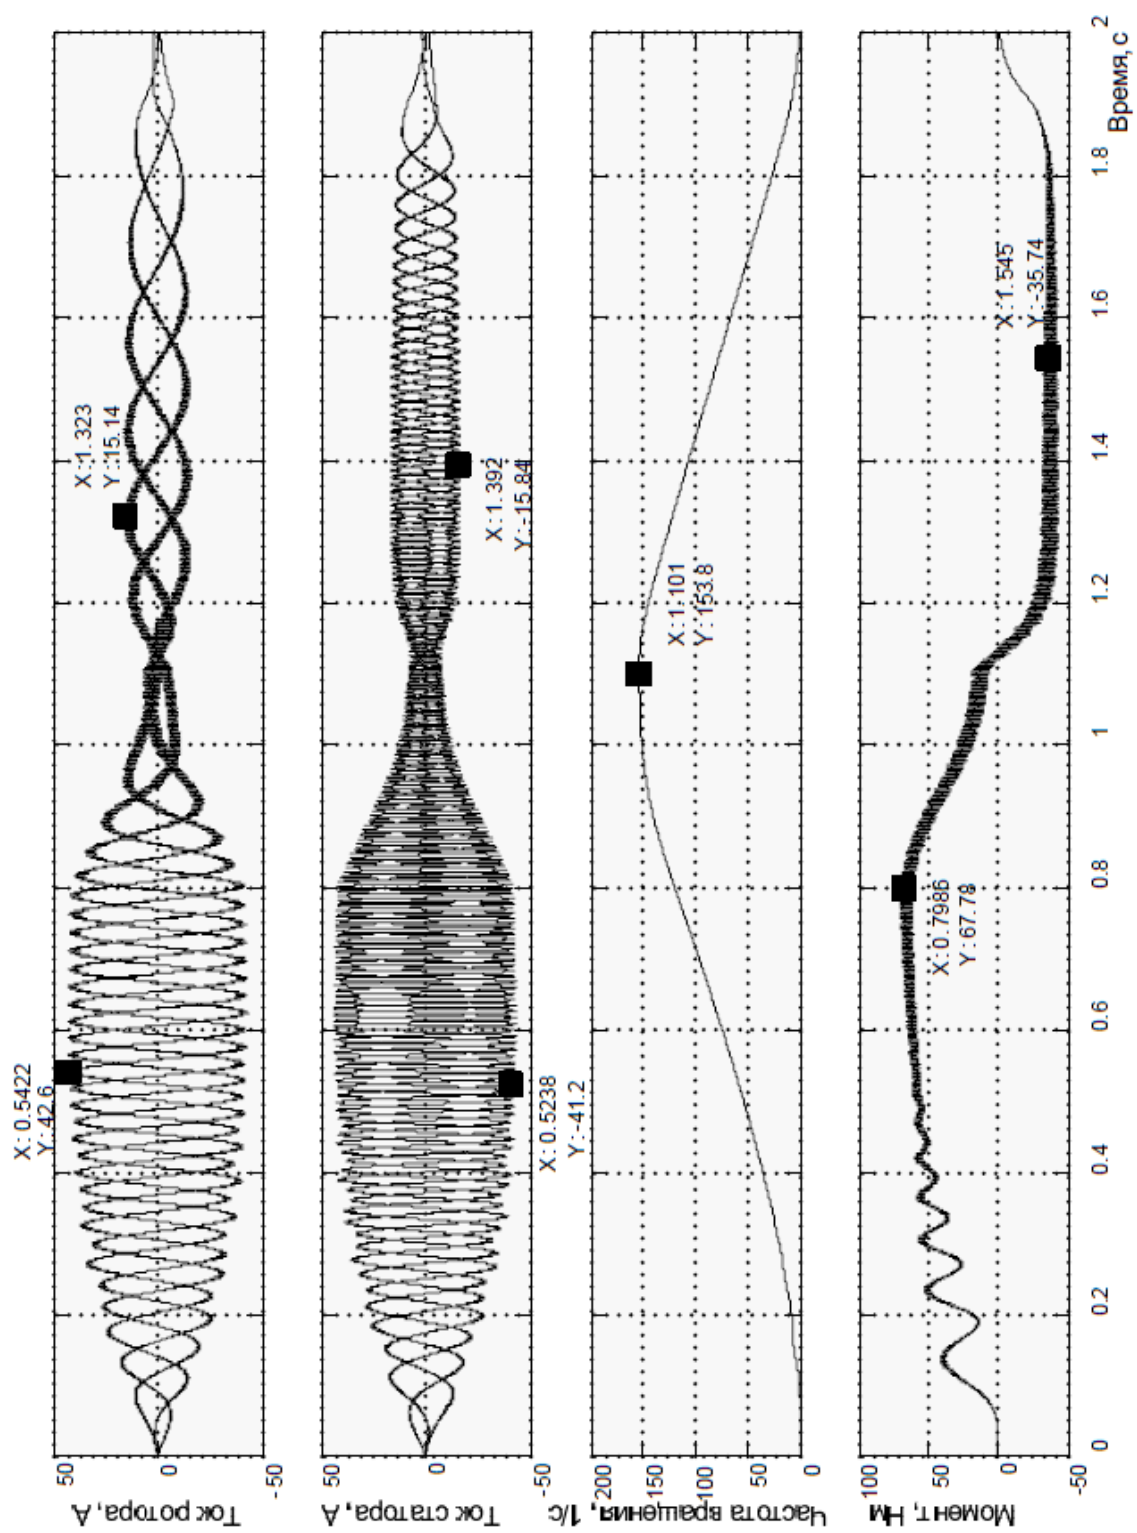 Ток ротора, А
50
0
-50
X:0.5422
Y:42.6
X:1.323
Y:15.14
Ток статора, А
50
0
-50
X:0.5238
Y:-41.2
X:1.392
Y:-15.84
Частота вращения, 1/с
200
150
100
50
0
X:1.101
Y:153.8
Момент, Нм
100
50
0
-50
X:0.7986
Y:67.78
X:1.545
Y:-35.74
0
0.2
0.4
0.6
0.8
1
1.2
1.4
1.6
1.8
2
Время, с